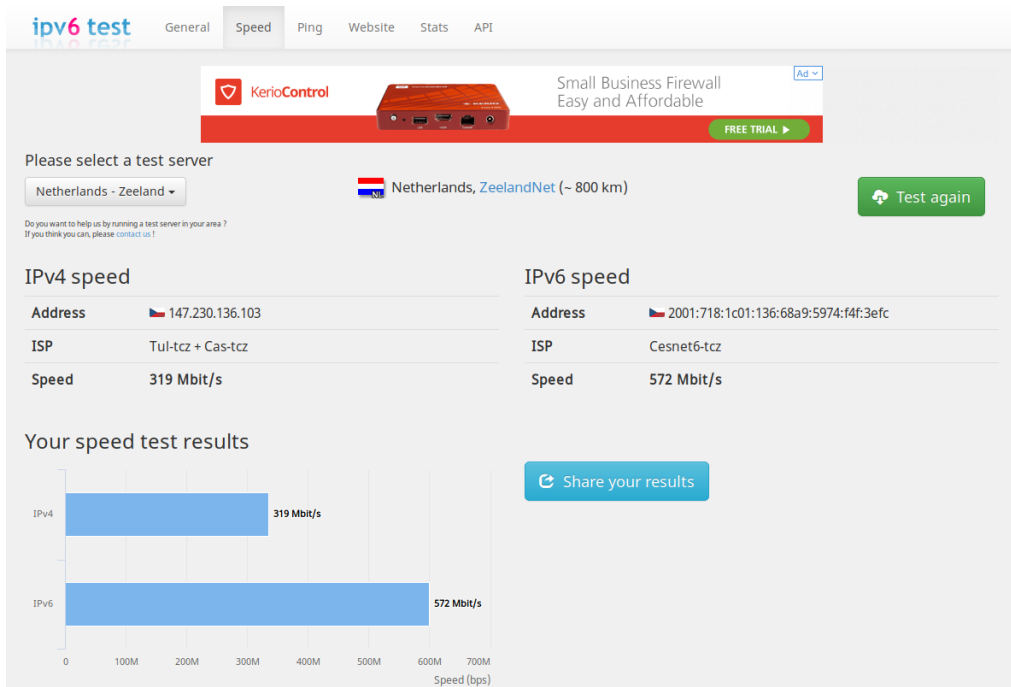 ipv6 test General Speed Ping Website Stats API
Ad
KerioControl
Small Business Firewall
Easy and Affordable
FREE TRIAL
Please select a test server
Netherlands - Zeeland
NL
Netherlands, ZeelandNet (~ 800 km)
Test again
Do you want to help us by running a test server in your area ?
If you think you can, please contact us !
IPv4 speed
Address 147.230.136.103
ISP Tul-tcz + Cas-tcz
Speed 319 Mbit/s
IPv6 speed
Address 2001:718:1c01:136:68a9:5974:f4f:3efc
ISP Cesnet6-tcz
Speed 572 Mbit/s
Your speed test results
Share your results
IPv4 319 Mbit/s
IPv6 572 Mbit/s
0 100M 200M 300M 400M 500M 600M 700M
Speed (bps)